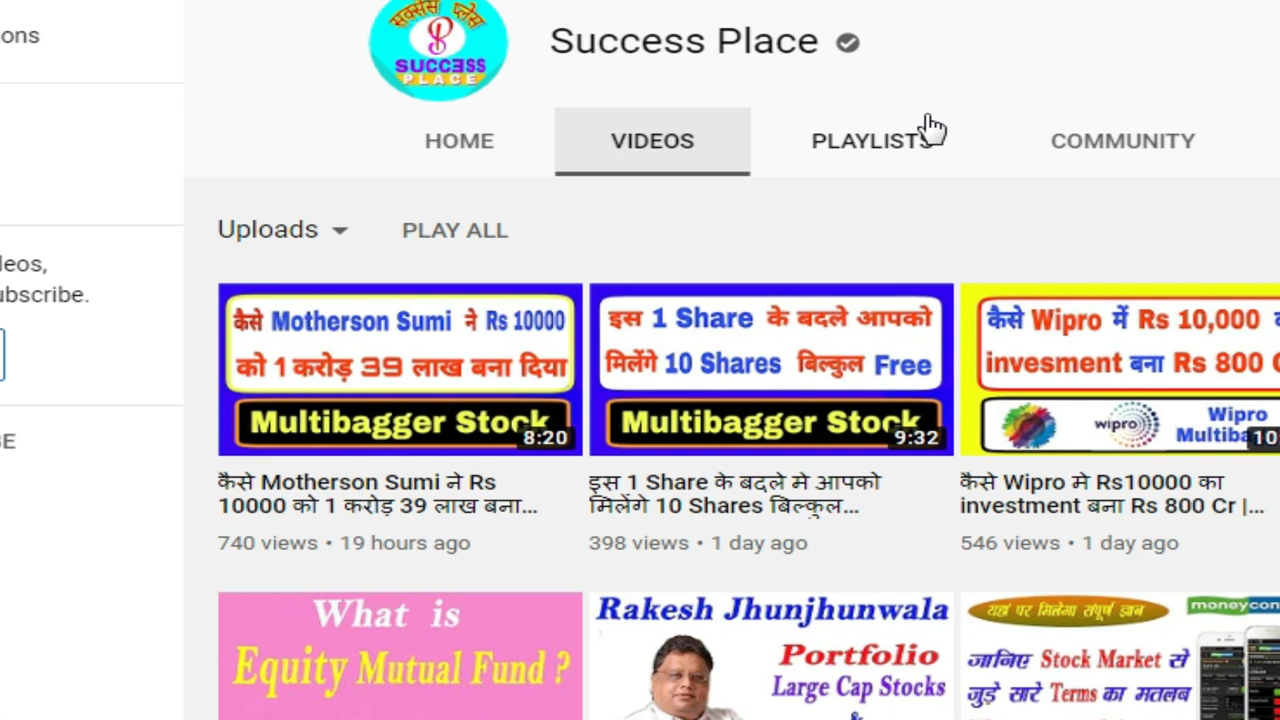 ons
सक्सेस प्लेस
SUCCESS
PLACE
Success Place
HOME
VIDEOS
PLAYLISTS
COMMUNITY
Uploads
PLAY ALL
deos,
ubscribe.
BE
कैसे Motherson Sumi ने Rs 10000
को 1 करोड़ 39 लाख बना दिया
Multibagger Stock
8:20
कैसे Motherson Sumi ने Rs
10000 को 1 करोड़ 39 लाख बना...
740 views • 19 hours ago
इस 1 Share के बदले आपको
मिलेंगे 10 Shares बिल्कुल Free
Multibagger Stock
9:32
इस 1 Share के बदले मे आपको
मिलेंगे 10 Shares बिल्कुल...
398 views • 1 day ago
कैसे Wipro में Rs 10,000
invesment बना Rs 800 C
wipro
Wipro
Multiba
10
कैसे Wipro मे Rs10000 का
investment बना Rs 800 Cr |...
546 views • 1 day ago
What is
Equity Mutual Fund ?
Rakesh Jhunjhunwala
Portfolio
Large Cap Stocks
&
यहां पर मिलेगा संपूर्ण ज्ञान
moneycon
जानिए Stock Market से
जुड़े सारे Terms का मतलब